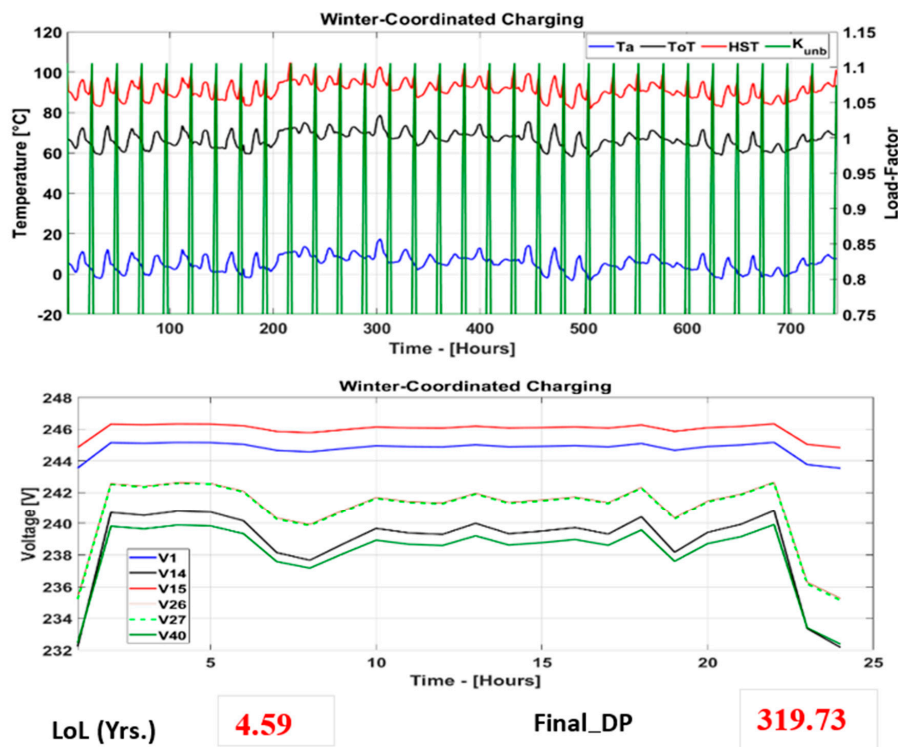 Winter-Coordinated Charging
Ta ToT HST K_unb
120
100
80
60
40
20
0
-20
Temperature [°C]
1.15
1.1
1.05
1
0.95
0.9
0.85
0.8
0.75
Load-Factor
100 200 300 400 500 600 700
Time - [Hours]
Winter-Coordinated Charging
248
246
244
242
240
238
236
234
232
Voltage [V]
V1
V14
V15
V26
V27
V40
5 10 15 20 25
Time - [Hours]
LoL (Yrs.) 4.59 Final_DP 319.73